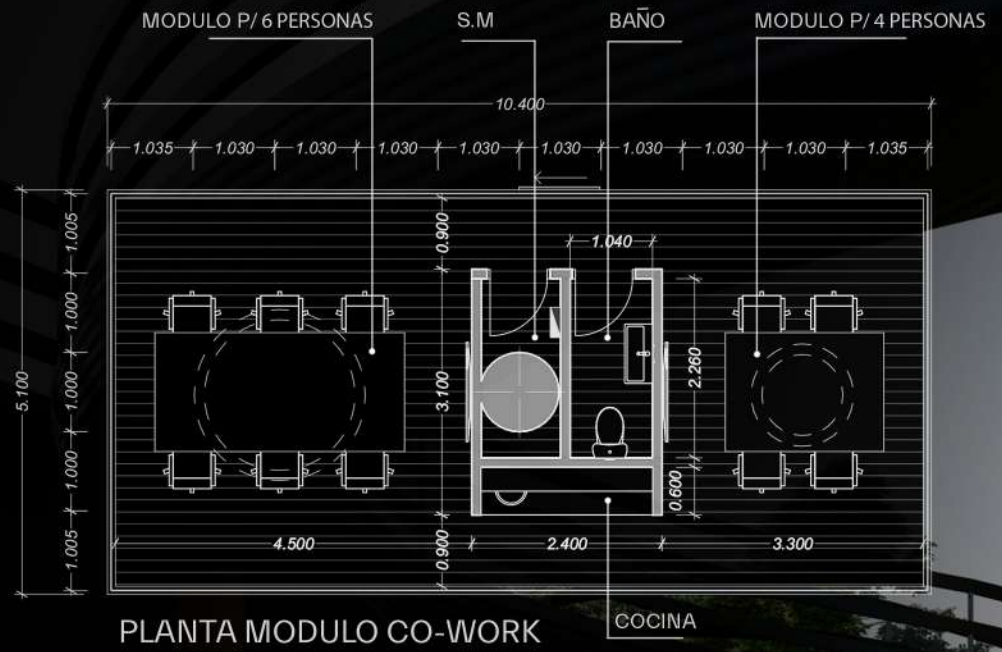 MODULO P/ 6 PERSONAS
S.M
BAÑO
MODULO P/ 4 PERSONAS
10.400
1.035 1.030 1.030 1.030 1.030 1.030 1.030 1.030 1.030 1.035
5.100
1.005
1.000
1.000
1.000
1.005
0.900
3.100
0.900
1.040
2.260
0.600
4.500
2.400
3.300
COCINA
PLANTA MODULO CO-WORK